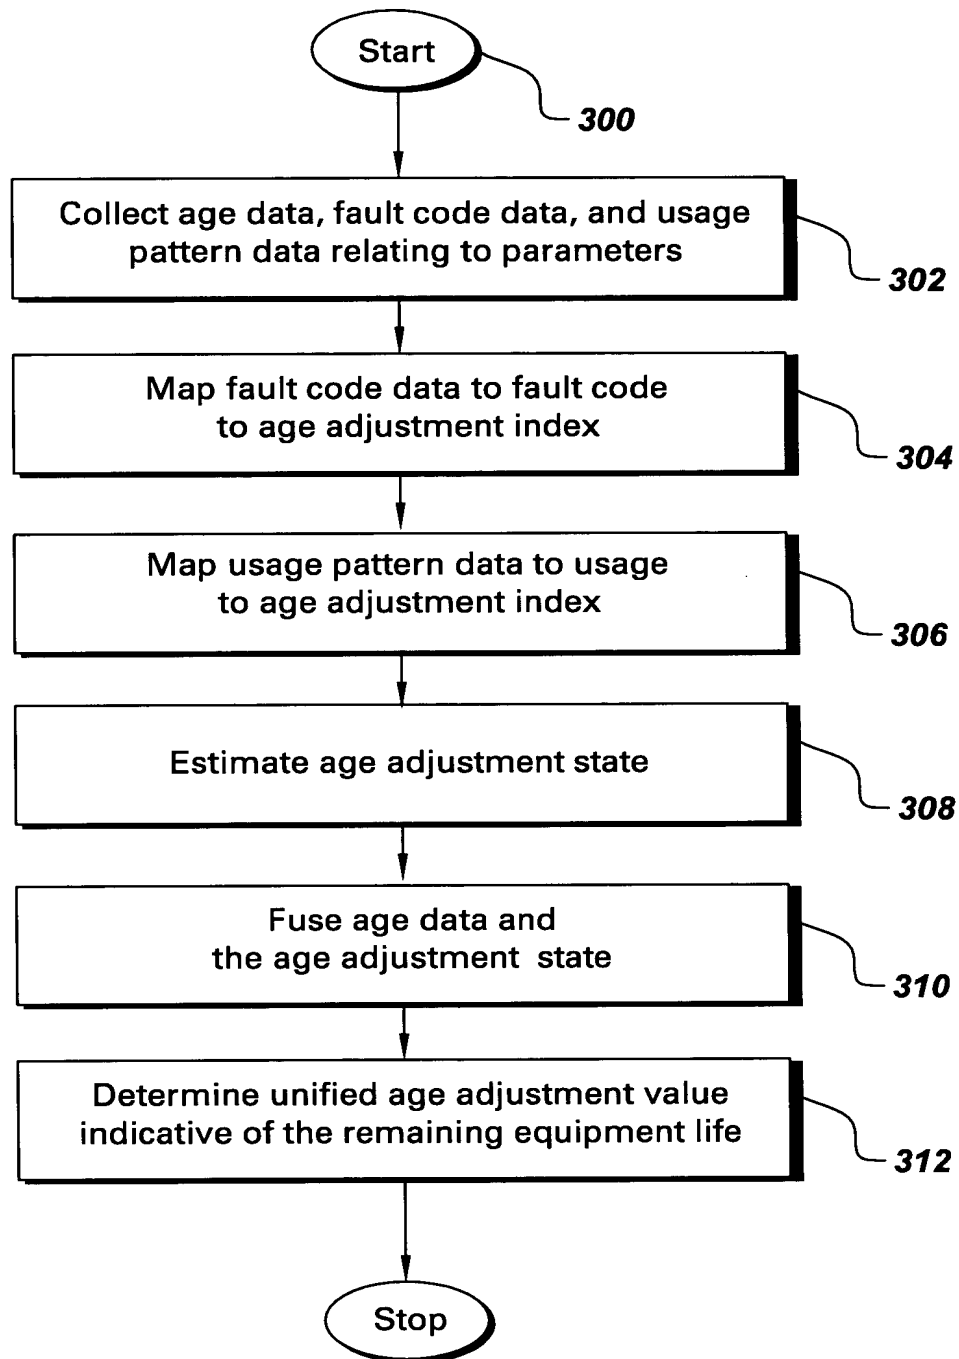 Start
300
Collect age data, fault code data, and usage
pattern data relating to parameters
302
Map fault code data to fault code
to age adjustment index
304
Map usage pattern data to usage
to age adjustment index
306
Estimate age adjustment state
308
Fuse age data and
the age adjustment state
310
Determine unified age adjustment value
indicative of the remaining equipment life
312
Stop